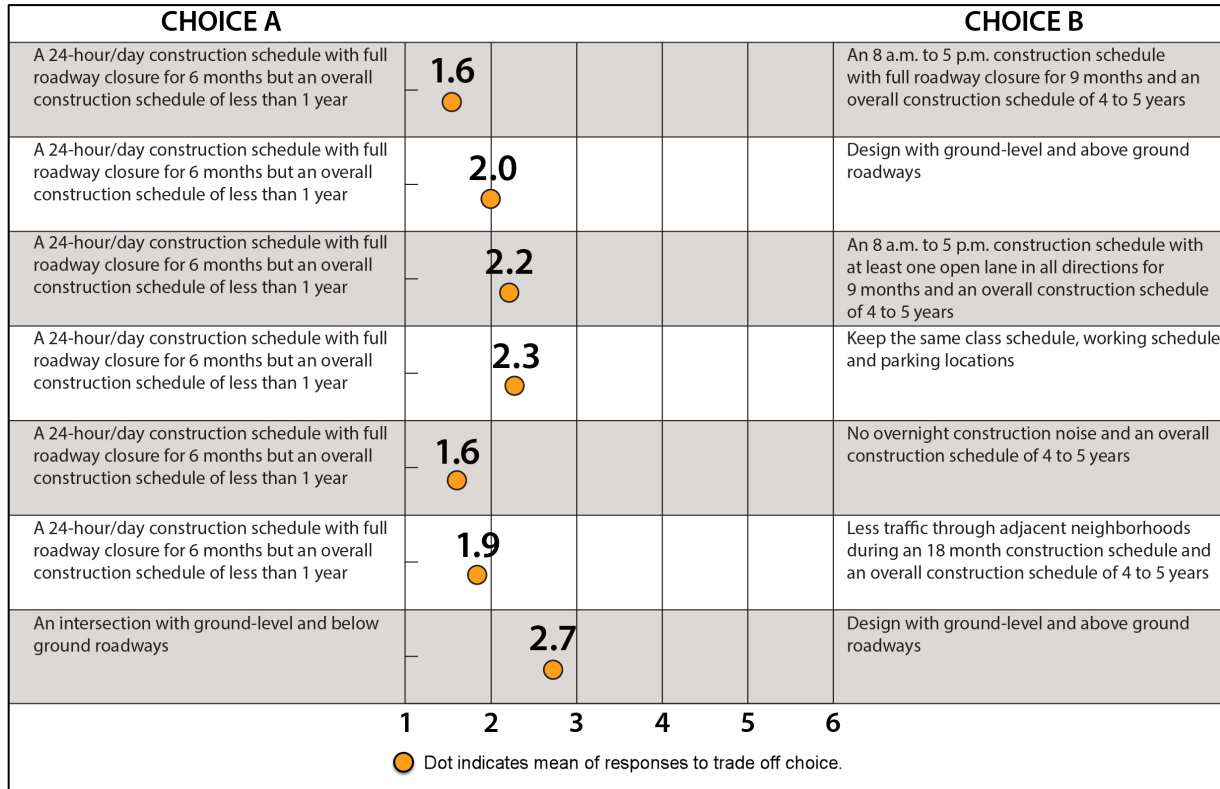 CHOICE A
CHOICE B
A 24-hour/day construction schedule with full
roadway closure for 6 months but an overall
construction schedule of less than 1 year
1.6
An 8 a.m. to 5 p.m. construction schedule
with full roadway closure for 9 months and an
overall construction schedule of 4 to 5 years
A 24-hour/day construction schedule with full
roadway closure for 6 months but an overall
construction schedule of less than 1 year
2.0
Design with ground-level and above ground
roadways
A 24-hour/day construction schedule with full
roadway closure for 6 months but an overall
construction schedule of less than 1 year
2.2
An 8 a.m. to 5 p.m. construction schedule with
at least one open lane in all directions for
9 months and an overall construction schedule
of 4 to 5 years
A 24-hour/day construction schedule with full
roadway closure for 6 months but an overall
construction schedule of less than 1 year
2.3
Keep the same class schedule, working schedule
and parking locations
A 24-hour/day construction schedule with full
roadway closure for 6 months but an overall
construction schedule of less than 1 year
1.6
No overnight construction noise and an overall
construction schedule of 4 to 5 years
A 24-hour/day construction schedule with full
roadway closure for 6 months but an overall
construction schedule of less than 1 year
1.9
Less traffic through adjacent neighborhoods
during an 18 month construction schedule and
an overall construction schedule of 4 to 5 years
An intersection with ground-level and below
ground roadways
2.7
Design with ground-level and above ground
roadways
1 2 3 4 5 6
Dot indicates mean of responses to trade off choice.